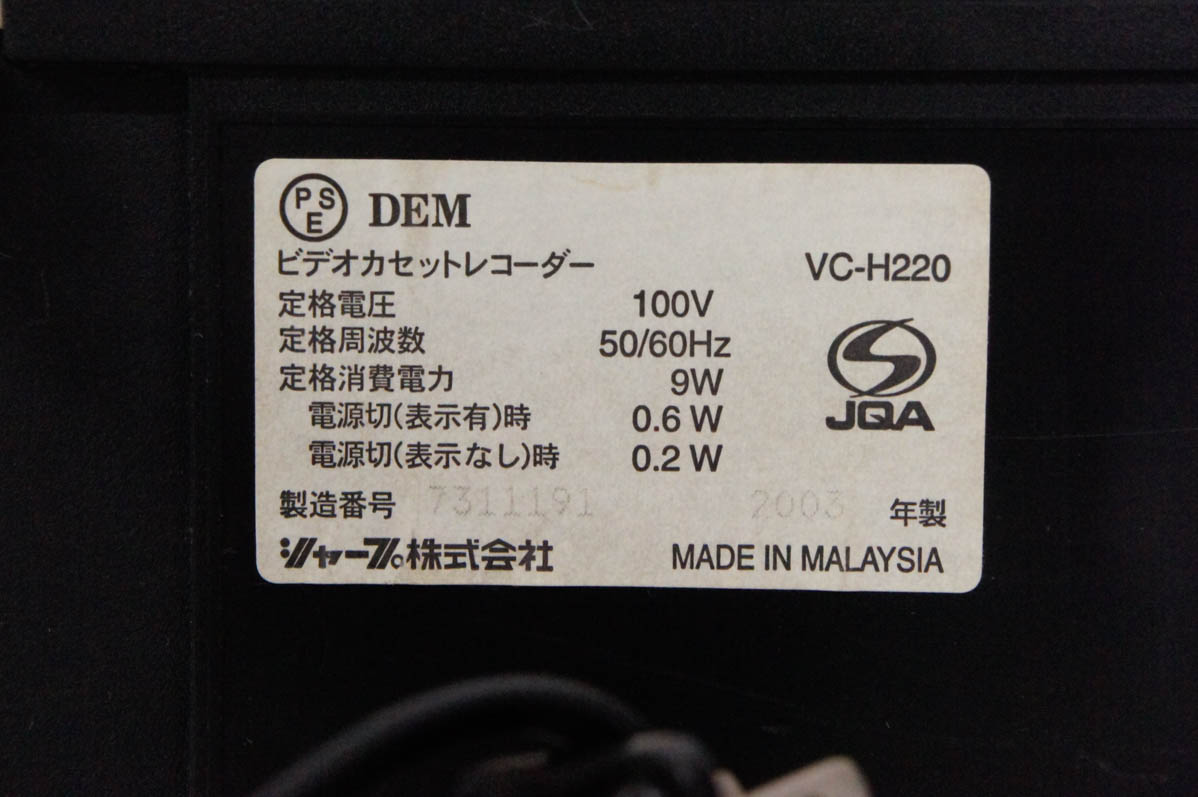 PSE DEM
ビデオカセットレコーダー VC-H220
定格電圧 100V
定格周波数 50/60Hz
定格消費電力 9W
電源切(表示有)時 0.6 W
電源切(表示なし)時 0.2 W
JQA
製造番号 7311191 2003 年製
シャープ株式会社 MADE IN MALAYSIA